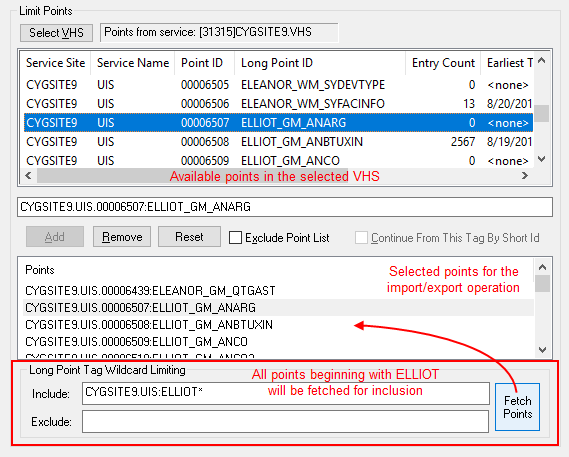 Limit Points
Select VHS
Points from service: [31315]CYGSITE9.VHS
Service Site Service Name Point ID Long Point ID Entry Count Earliest T
CYGSITE9 UIS 00006505 ELEANOR_WM_SYDEVTYPE 0 <none>
CYGSITE9 UIS 00006506 ELEANOR_WM_SYFACINFO 13 8/20/201
CYGSITE9 UIS 00006507 ELLIOT_GM_ANARG 0 <none>
CYGSITE9 UIS 00006508 ELLIOT_GM_ANBTUXIN 2567 8/19/201
CYGSITE9 UIS 00006509 ELLIOT_GM_ANCO 0 <none>
Available points in the selected VHS
CYGSITE9.UIS.00006507:ELLIOT_GM_ANARG
Add Remove Reset Exclude Point List Continue From This Tag By Short Id
Points
CYGSITE9.UIS.00006439:ELEANOR_GM_QTGAST
CYGSITE9.UIS.00006507:ELLIOT_GM_ANARG
CYGSITE9.UIS.00006508:ELLIOT_GM_ANBTUXIN
CYGSITE9.UIS.00006509:ELLIOT_GM_ANCO
Selected points for the
import/export operation
Long Point Tag Wildcard Limiting
All points beginning with ELLIOT
will be fetched for inclusion
Include: CYGSITE9.UIS:ELLIOT*
Exclude:
Fetch
Points